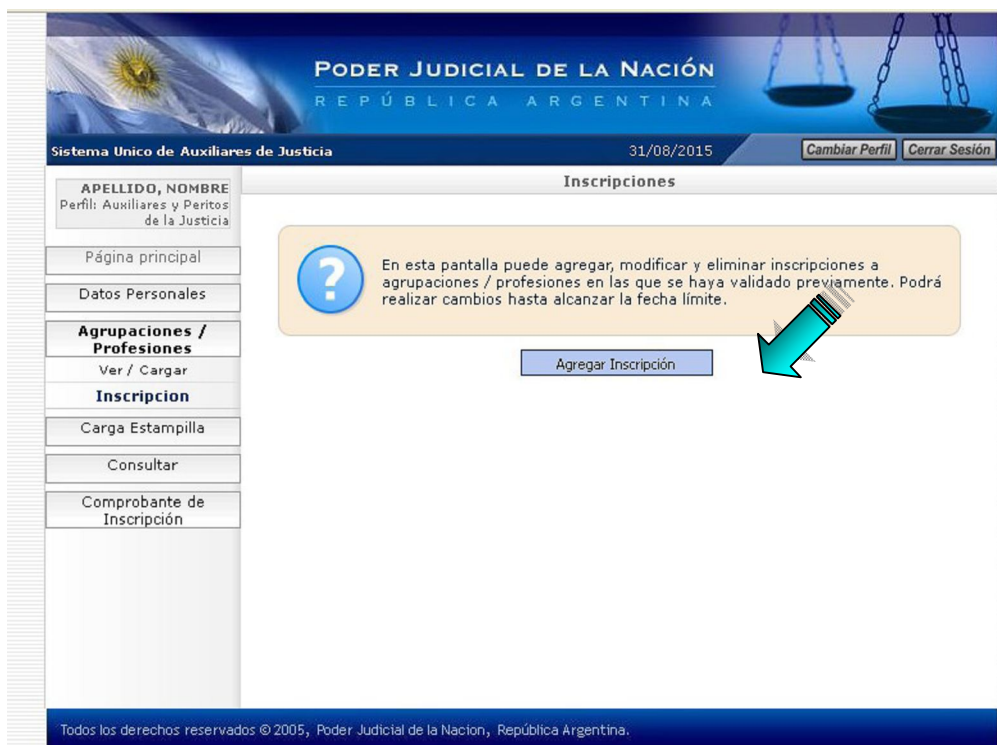 PODER JUDICIAL DE LA NACIÓN
REPÚBLICA ARGENTINA
Sistema Unico de Auxiliares de Justicia 31/08/2015 Cambiar Perfil Cerrar Sesión
APELLIDO, NOMBRE
Perfil: Auxiliares y Peritos
de la Justicia
Página principal
Datos Personales
Agrupaciones /
Profesiones
Ver / Cargar
Inscripcion
Carga Estampilla
Consultar
Comprobante de
Inscripción
Inscripciones
?
En esta pantalla puede agregar, modificar y eliminar inscripciones a
agrupaciones / profesiones en las que se haya validado previamente. Podrá
realizar cambios hasta alcanzar la fecha límite.
Agregar Inscripción
Todos los derechos reservados © 2005, Poder Judicial de la Nacion, República Argentina.